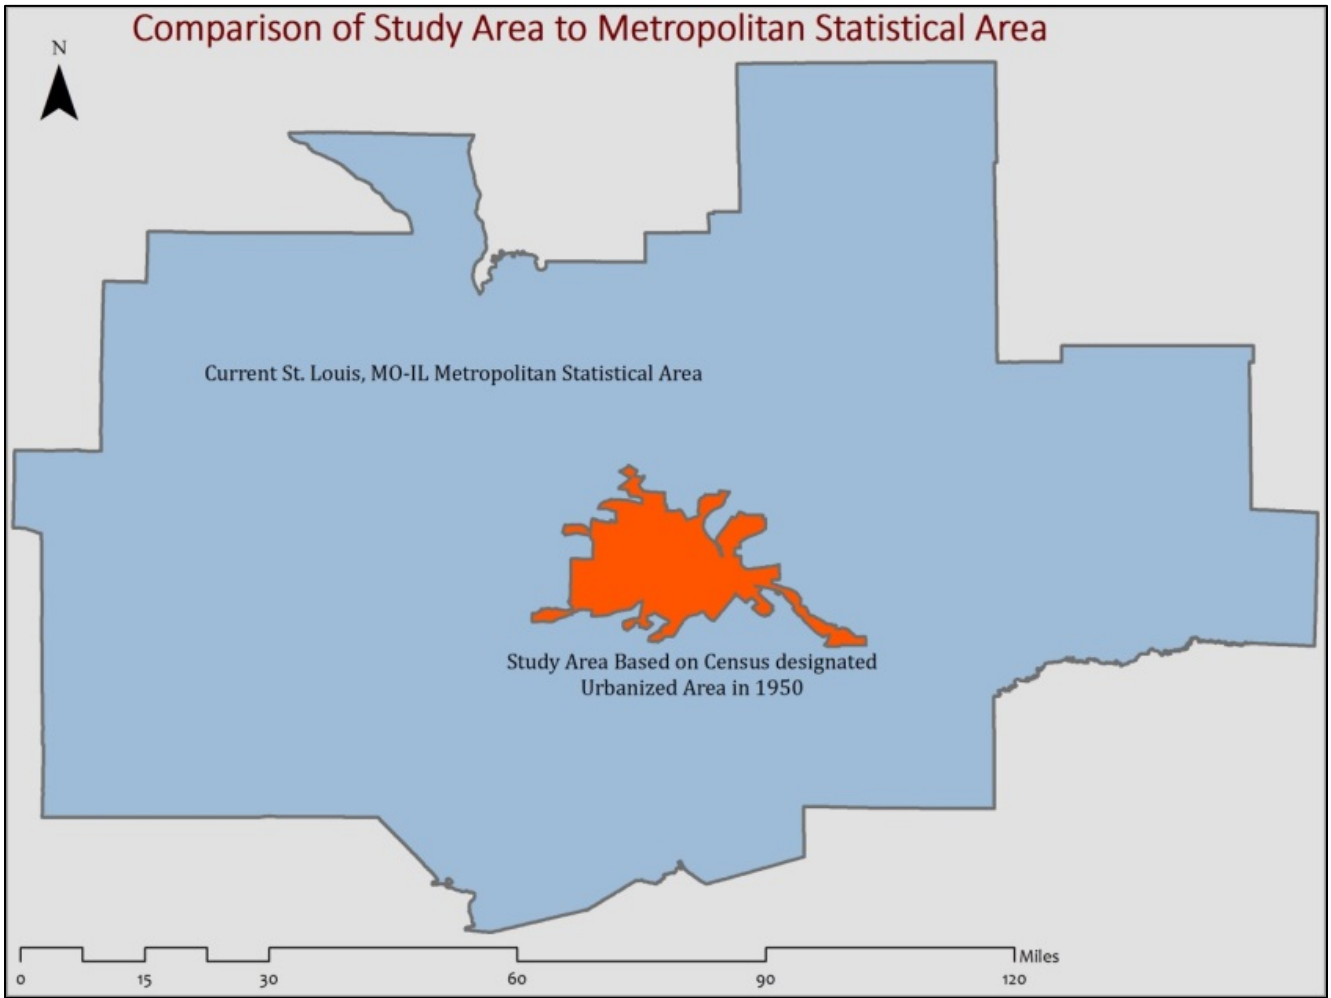 Comparison of Study Area to Metropolitan Statistical Area
N
Current St. Louis, MO-IL Metropolitan Statistical Area
Study Area Based on Census designated
Urbanized Area in 1950
Miles
0 15 30 60 90 120